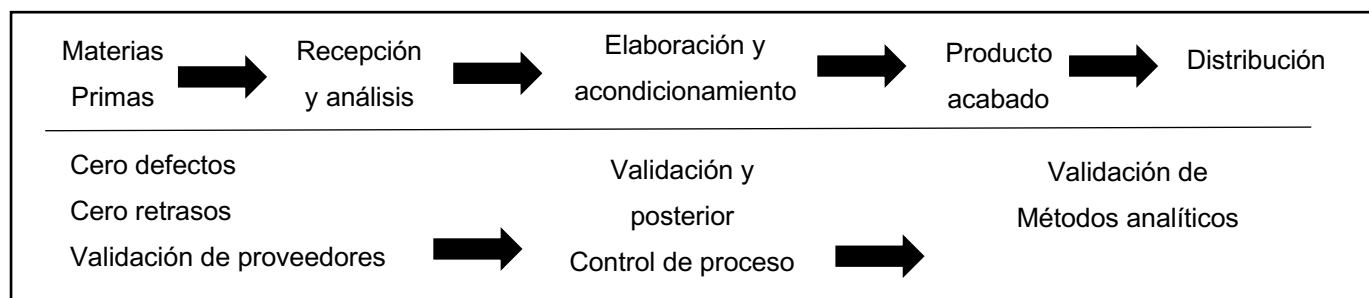 Materias
Primas
Recepción
y análisis
Elaboración y
acondicionamiento
Producto
acabado
Distribución
Cero defectos
Cero retrasos
Validación de proveedores
Validación y
posterior
Control de proceso
Validación de
Métodos analíticos